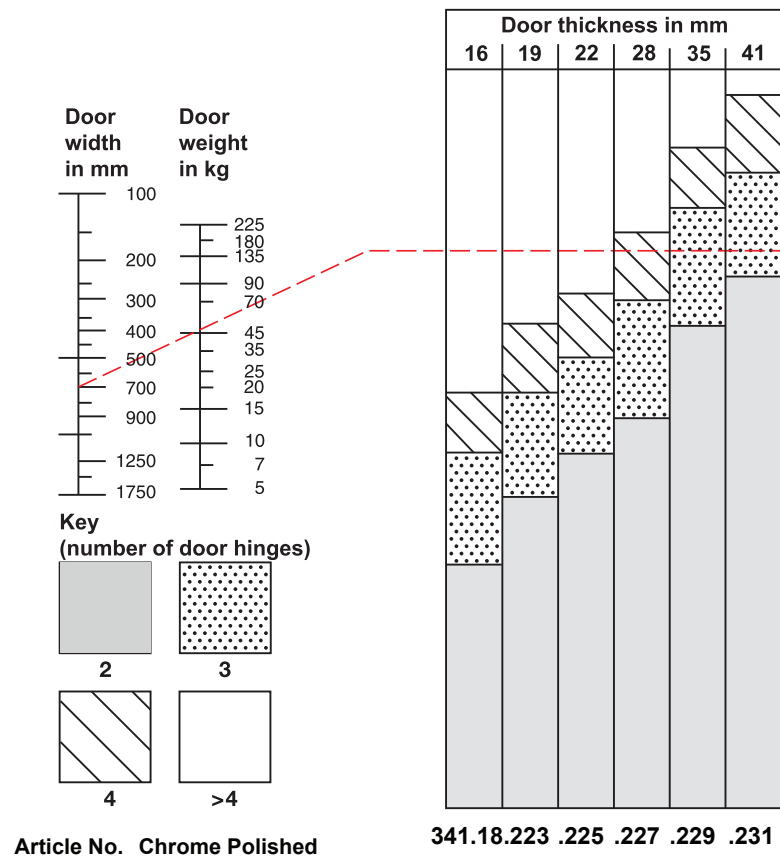 Door thickness in mm
16 19 22 28 35 41
Door
width
in mm
Door
weight
in kg
100
200
300
400
500
700
900
1250
1750
225
180
135
90
70
45
35
25
20
15
10
7
5
Key
(number of door hinges)
2 3
4 >4
341.18.223 .225 .227 .229 .231
Article No. Chrome Polished